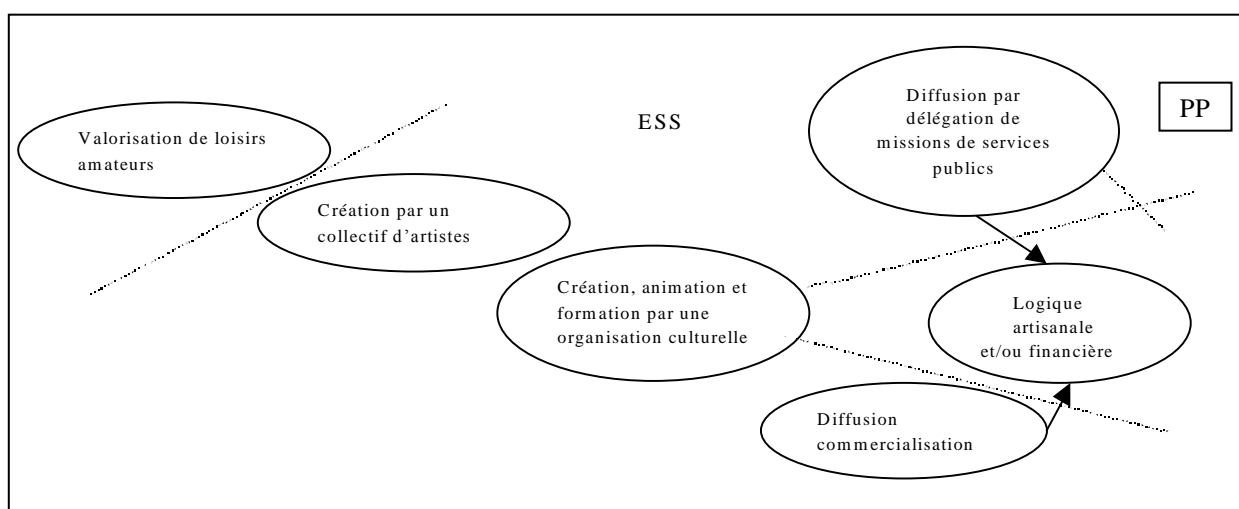 Valorisation de loisirs
amateurs
Création par un
collectif d'artistes
ESS
Création, animation et
formation par une
organisation culturelle
Diffusion par
délégation de
missions de services
publics
PP
Logique
artisanale
et/ou financière
Diffusion
commercialisation